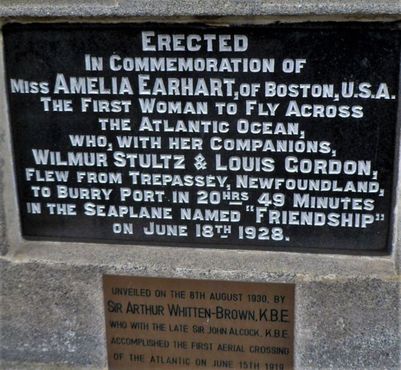 ERECTED
IN COMMEMORATION OF
MISS AMELIA EARHART, OF BOSTON, U.S.A.
THE FIRST WOMAN TO FLY ACROSS
THE ATLANTIC OCEAN,
WHO, WITH HER COMPANIONS,
WILMUR STULTZ & LOUIS GORDON,
FLEW FROM TREPASSEY, NEWFOUNDLAND,
TO BURRY PORT IN 20HRS 49 MINUTES
IN THE SEAPLANE NAMED "FRIENDSHIP"
ON JUNE 18TH 1928.
UNVEILED ON THE 8TH AUGUST 1930, BY
SIR ARTHUR WHITTEN-BROWN, K.B.E.
WHO WITH THE LATE SIR JOHN ALCOCK, K.B.E.
ACCOMPLISHED THE FIRST AERIAL CROSSING
OF THE ATLANTIC ON JUNE 15TH 1919